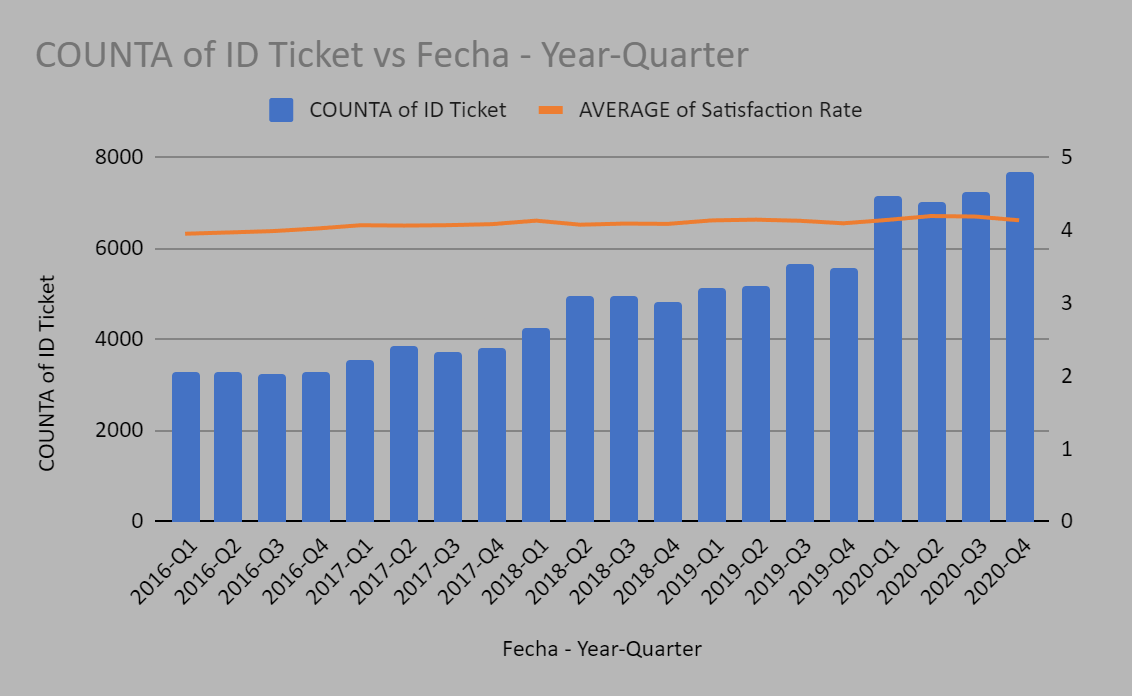 COUNTA of ID Ticket vs Fecha - Year-Quarter
COUNTA of ID Ticket
AVERAGE of Satisfaction Rate
8000
6000
4000
2000
0
COUNTA of ID Ticket
5
4
3
2
1
0
2016-Q1
2016-Q2
2016-Q3
2016-Q4
2017-Q1
2017-Q2
2017-Q3
2017-Q4
2018-Q1
2018-Q2
2018-Q3
2018-Q4
2019-Q1
2019-Q2
2019-Q3
2019-Q4
2020-Q1
2020-Q2
2020-Q3
2020-Q4
Fecha - Year-Quarter